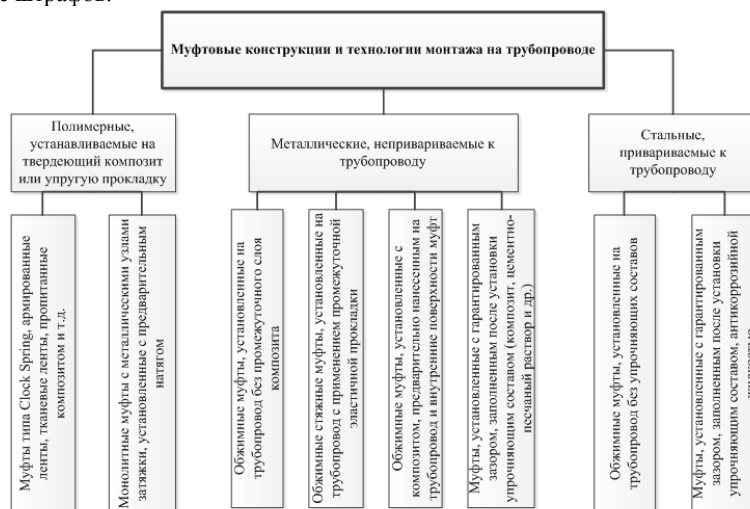 штрафов.
Муфтовые конструкции и технологии монтажа на трубопроводе
Полимерные,
устанавливаемые на
твердеющий композит
или упругую прокладку
Металлические, непривариваемые к
трубопроводу
Стальные,
привариваемые к
трубопроводу
Муфты типа Clock Spring, армированные
ленты, тканевые ленты, пропитанные
композитом и т.д.
Монолитные муфты с металлическими узлами
затяжки, установленные с предварительным
натягом
Обжимные муфты, установленные на
трубопровод без промежуточного слоя
композита
Обжимные стяжные муфты, установленные на
трубопровод с применением промежуточной
эластичной прокладки
Обжимные муфты, установленные с
композитом, предварительно нанесенным на
трубопровод и внутренние поверхности муфт
Муфты, установленные с гарантированным
зазором, заполненным после установки
упрочняющим составом (композит, цементно-
песчаный раствор и др.)
Обжимные муфты, установленные на
трубопровод без упрочняющих составов
Муфты, установленные с гарантированным
зазором, заполненным после установки
упрочняющим составом, антикоррозийной